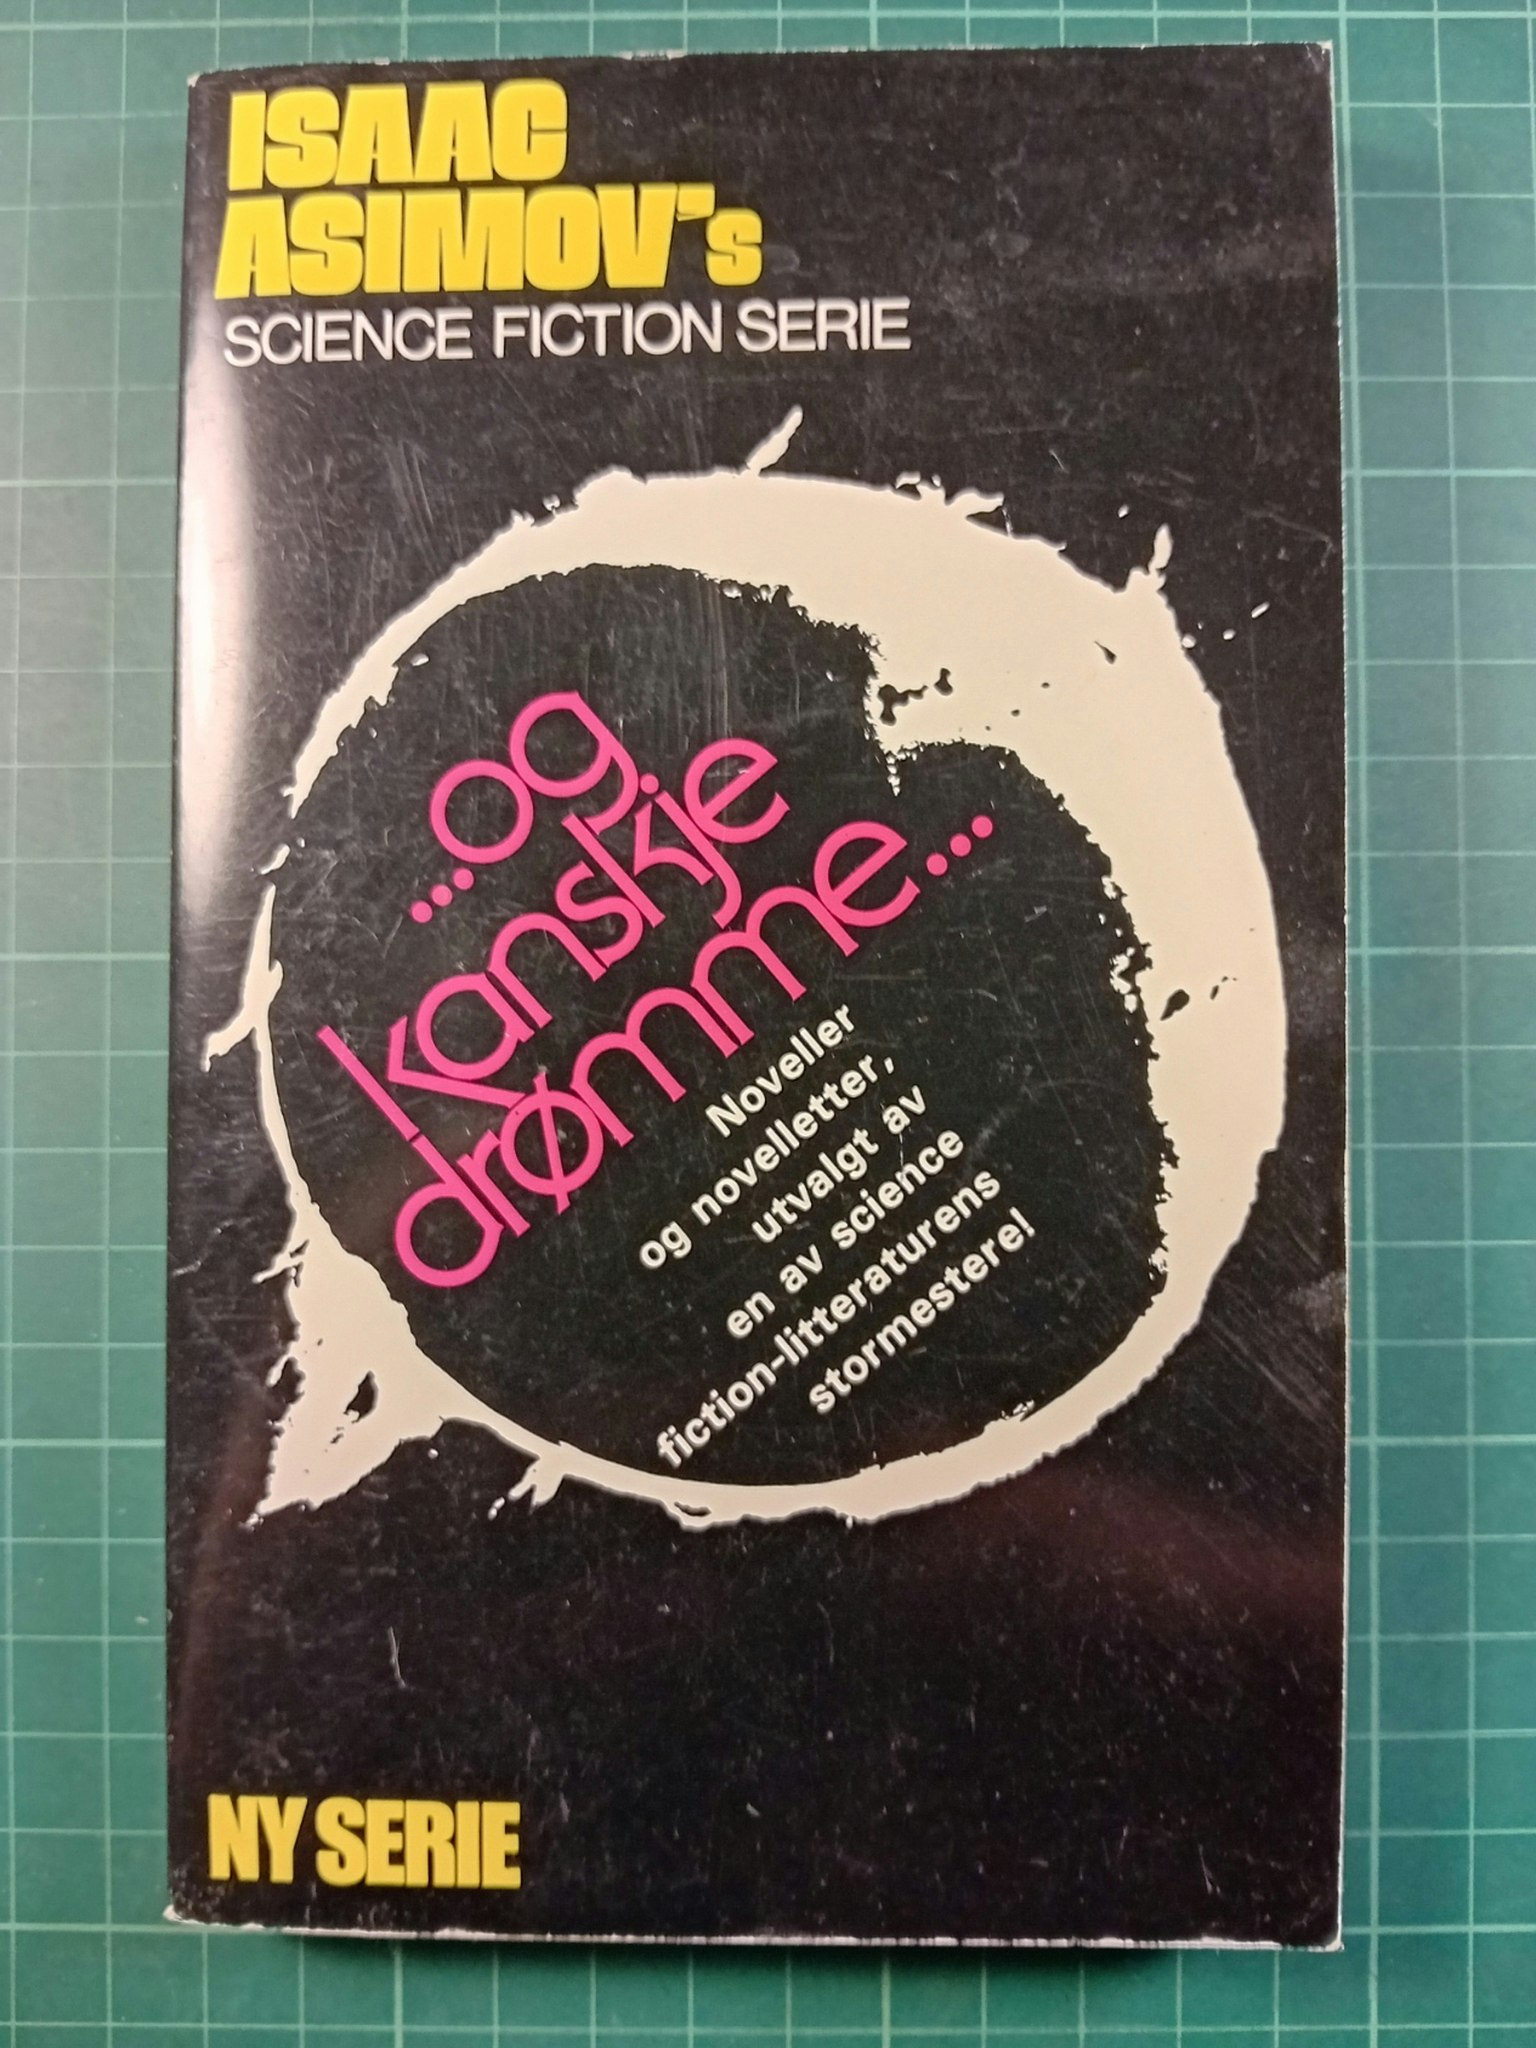 ISAAC
ASIMOV's
SCIENCE FICTION SERIE
...og
kanskje
drømme...
Noveller
og novelletter,
utvalgt av
en av science
fiction-litteraturens
stormestere!
NY SERIE